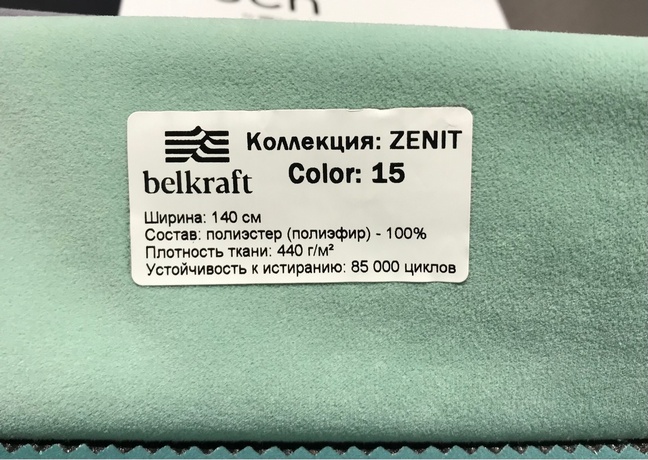 Коллекция: ZENIT
belkraft
Color: 15
Ширина: 140 см
Состав: полиэстер (полиэфир) - 100%
Плотность ткани: 440 г/м²
Устойчивость к истиранию: 85 000 циклов